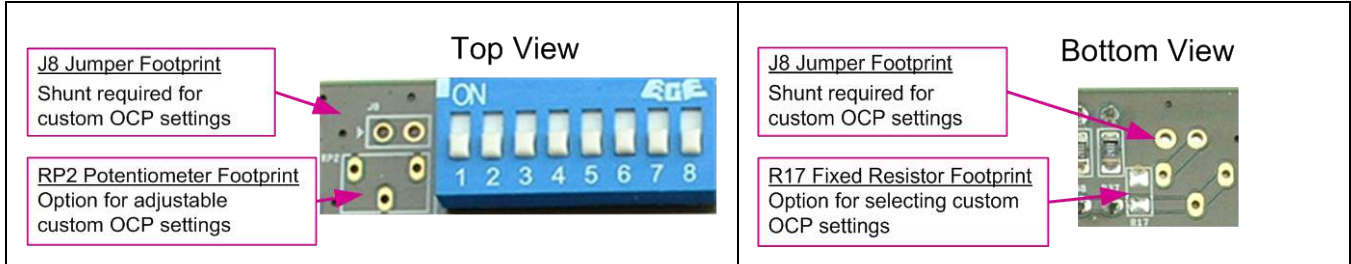 Top View
J8 Jumper Footprint
Shunt required for
custom OCP settings
RP2 Potentiometer Footprint
Option for adjustable
custom OCP settings
J8
RP2
ON
1 2 3 4 5 6 7 8
Bottom View
J8 Jumper Footprint
Shunt required for
custom OCP settings
R17 Fixed Resistor Footprint
Option for selecting custom
OCP settings
R17